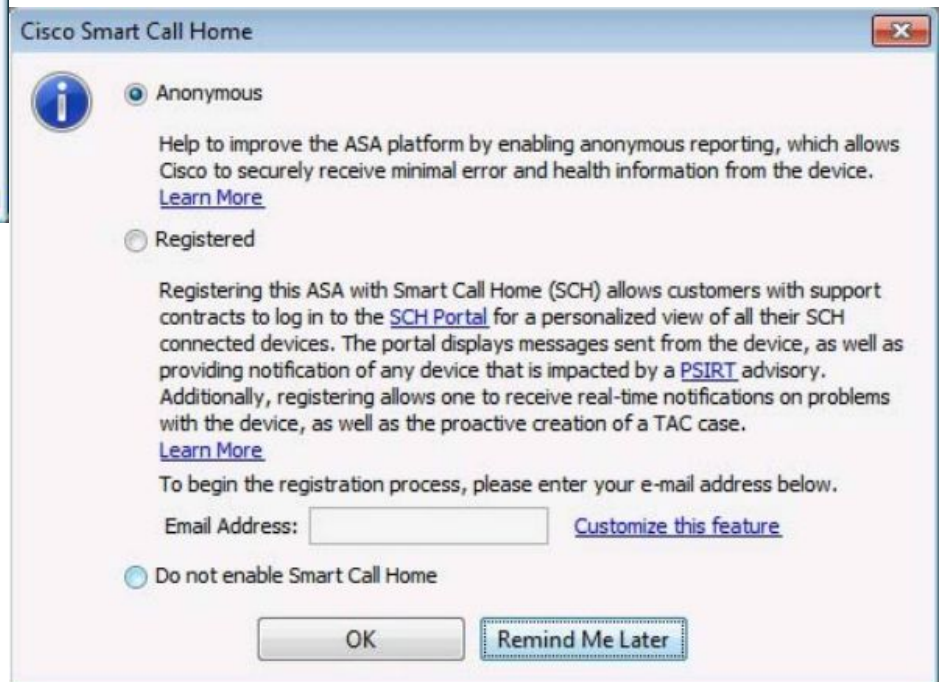 Cisco Smart Call Home
Anonymous
Help to improve the ASA platform by enabling anonymous reporting, which allows
Cisco to securely receive minimal error and health information from the device.
Learn More
Registered
Registering this ASA with Smart Call Home (SCH) allows customers with support
contracts to log in to the SCH Portal for a personalized view of all their SCH
connected devices. The portal displays messages sent from the device, as well as
providing notification of any device that is impacted by a PSIRT advisory.
Additionally, registering allows one to receive real-time notifications on problems
with the device, as well as the proactive creation of a TAC case.
Learn More
To begin the registration process, please enter your e-mail address below.
Email Address: Customize this feature
Do not enable Smart Call Home
OK Remind Me Later